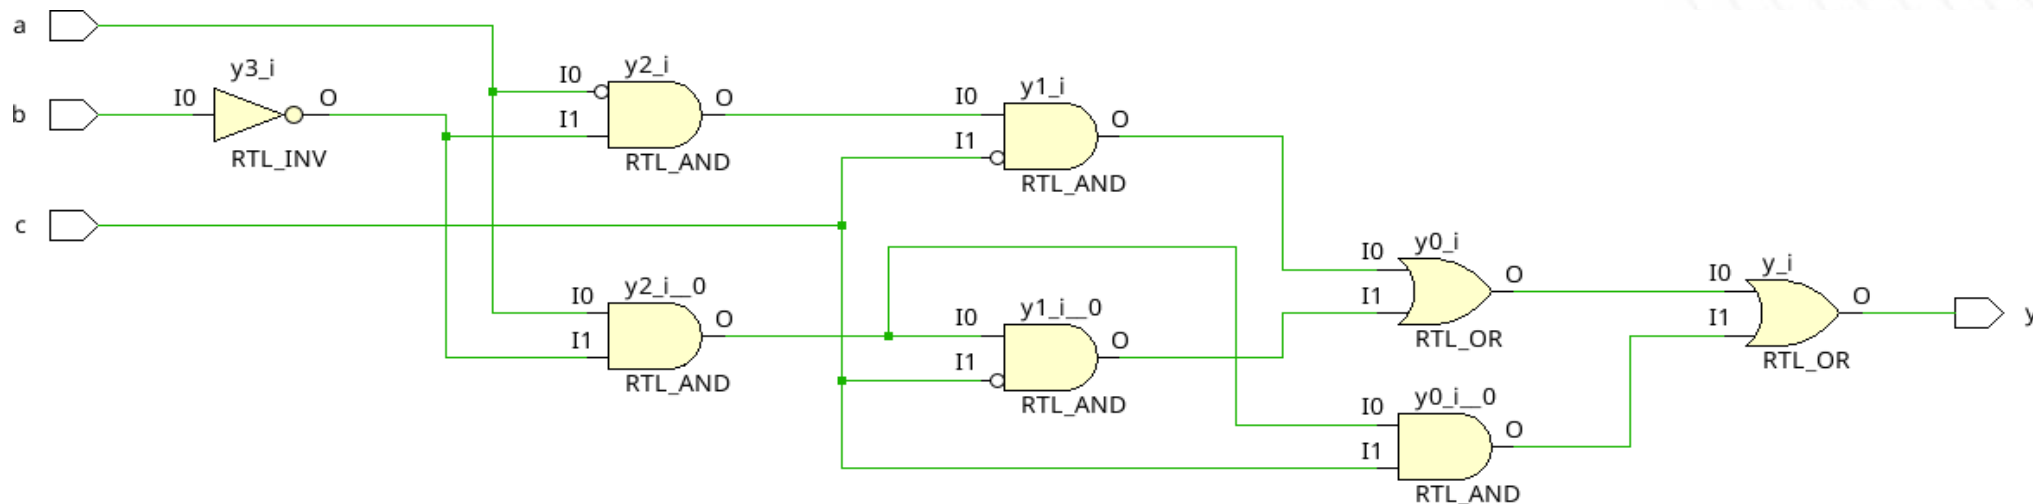 a
b
c
I0
y3_i
O
RTL_INV
I0
y2_i
I1
O
RTL_AND
I0
y1_i
I1
O
RTL_AND
I0
y2_i__0
I1
O
RTL_AND
I0
y1_i__0
I1
O
RTL_AND
I0
y0_i
I1
O
RTL_OR
I0
y0_i__0
I1
O
RTL_AND
I0
y_i
I1
O
RTL_OR
y